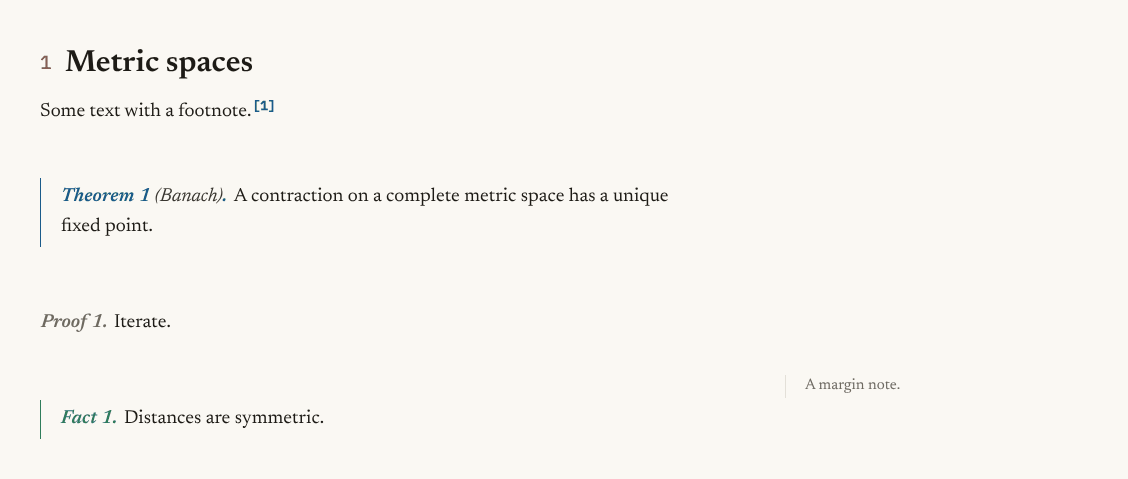 1 Metric spaces
Some text with a footnote.[1]
Theorem 1 (Banach). A contraction on a complete metric space has a unique
fixed point.
Proof 1. Iterate.
A margin note.
Fact 1. Distances are symmetric.